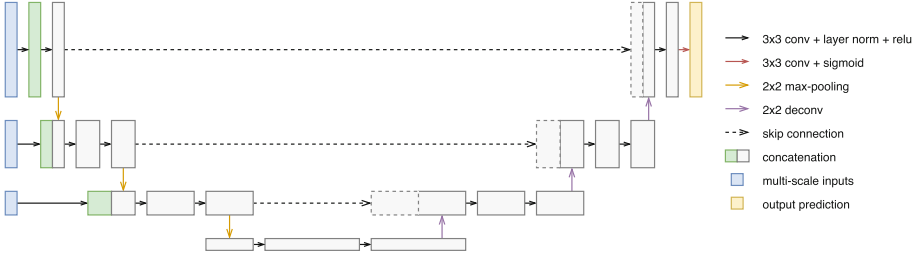 3x3 conv + layer norm + relu
3x3 conv + sigmoid
2x2 max-pooling
2x2 deconv
skip connection
concatenation
multi-scale inputs
output prediction